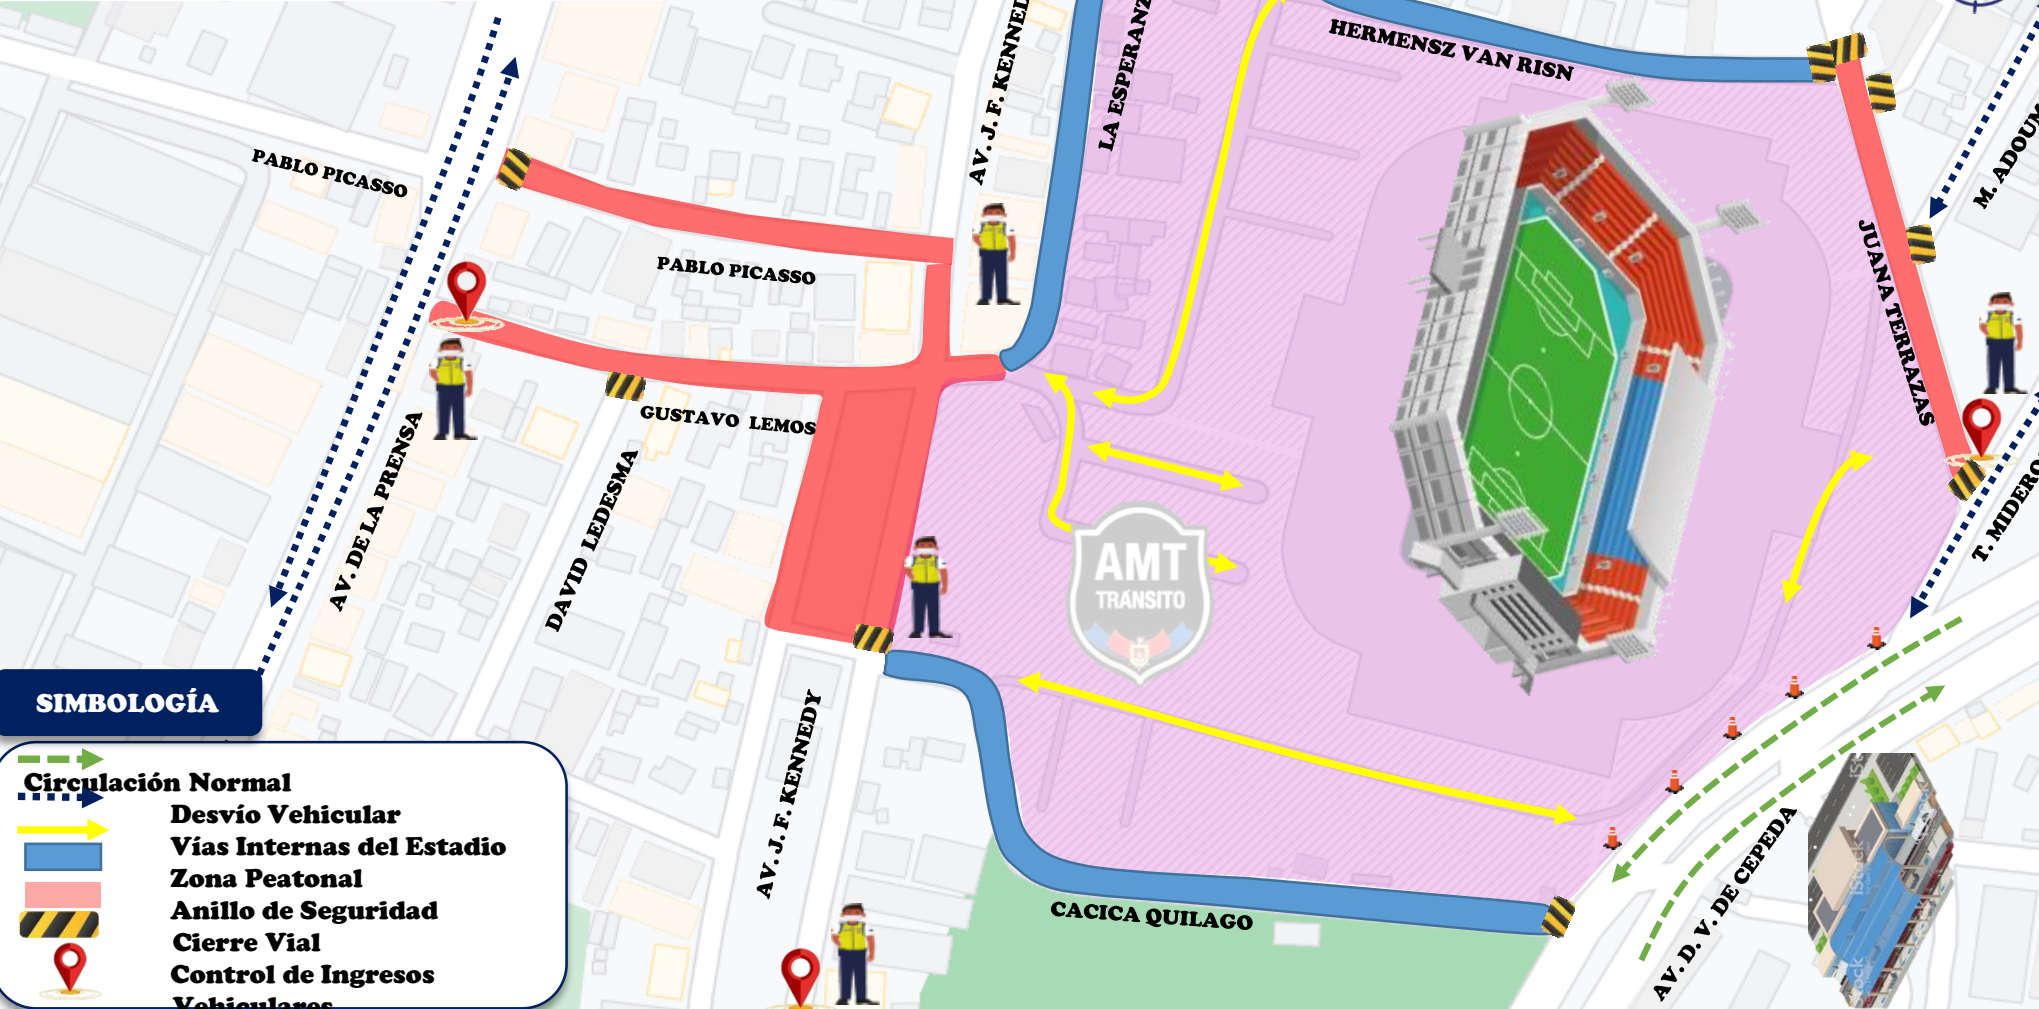 HERMENSZ VAN RISN
LA ESPERANZ
AV. J. F. KENNED
M. ADOUM
PABLO PICASSO
PABLO PICASSO
JUANA TERRAZAS
GUSTAVO LEMOS
AV. DE LA PRENSA
DAVID LEDESMA
T. MIDEROS
AMT
TRÁNSITO
AV. J. F. KENNEDY
CACICA QUILAGO
AV. D. V. DE CEPEDA
SIMBOLOGÍA
Circulación Normal
Desvío Vehicular
Vías Internas del Estadio
Zona Peatonal
Anillo de Seguridad
Cierre Vial
Control de Ingresos
Vehiculares